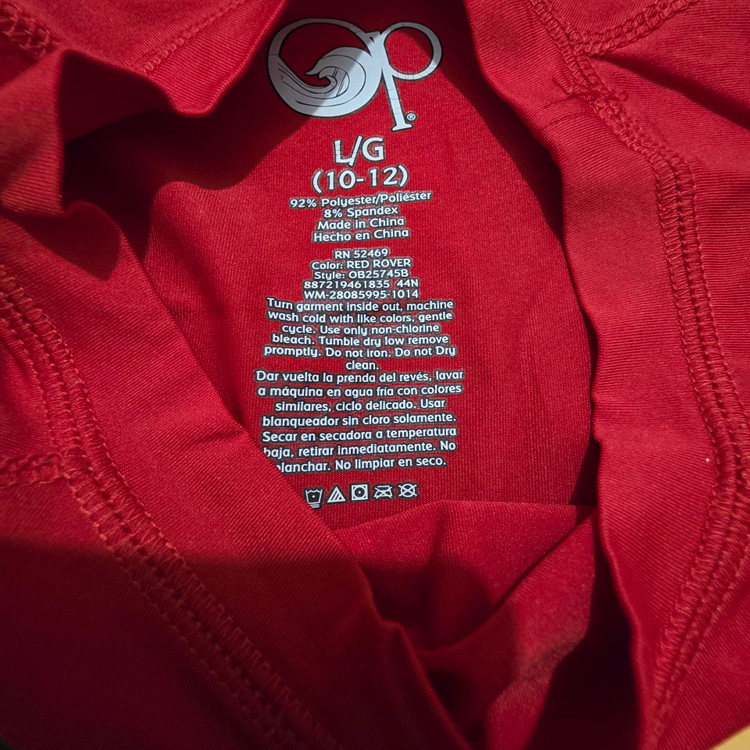 Op®
L/G
(10-12)
92% Polyester/Poliéster
8% Spandex
Made in China
Hecho en China
RN 52469
Color: RED ROVER
Style: OB25745B
887219461835 44N
WM-28085995-1014
Turn garment inside out, machine
wash cold with like colors, gentle
cycle. Use only non-chlorine
bleach. Tumble dry low remove
promptly. Do not iron. Do not Dry
clean.
Dar vuelta la prenda del revés, lavar
a máquina en agua fría con colores
similares, ciclo delicado. Usar
blanqueador sin cloro solamente.
Secar en secadora a temperatura
baja, retirar inmediatamente. No
planchar. No limpiar en seco.